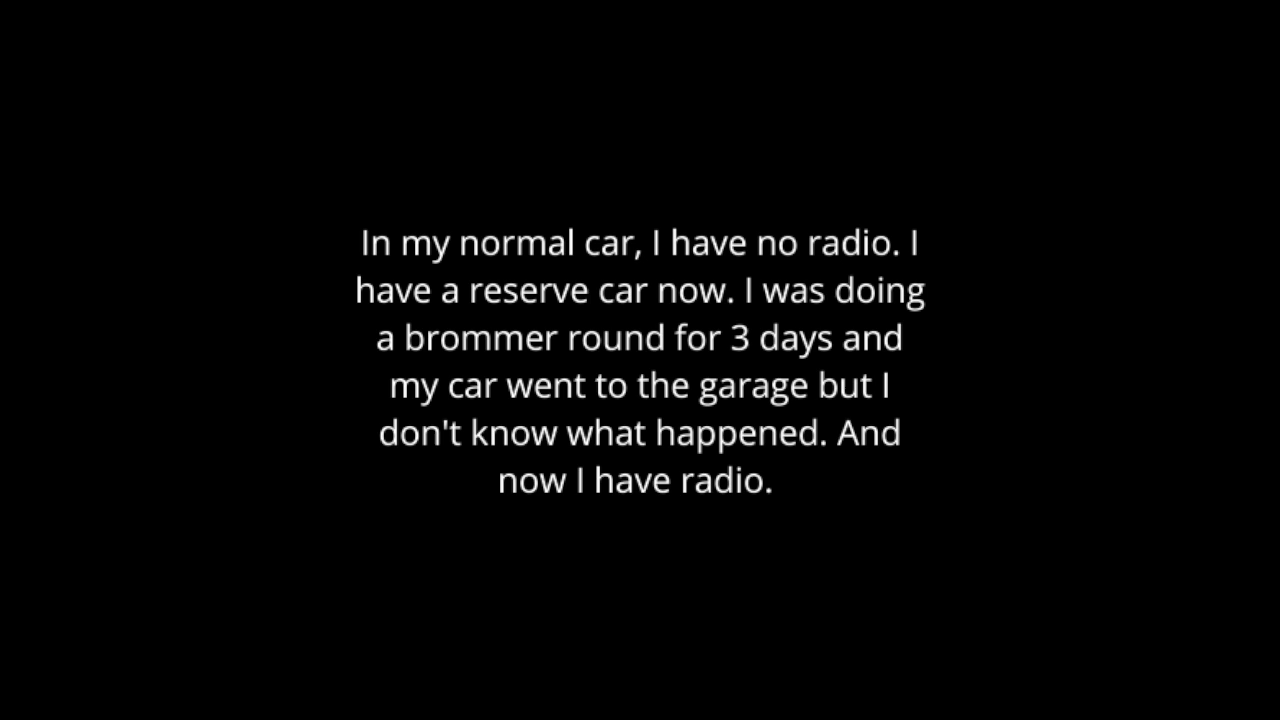 In my normal car, I have no radio. I
have a reserve car now. I was doing
a brommer round for 3 days and
my car went to the garage but I
don't know what happened. And
now I have radio.